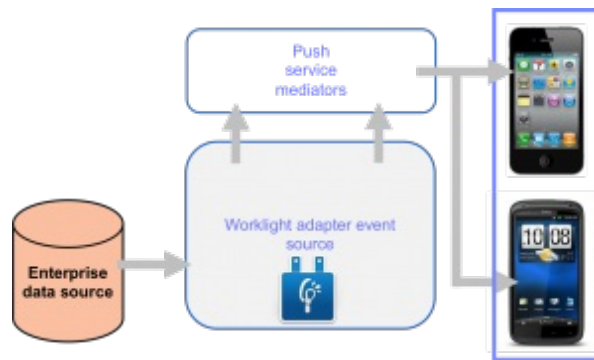 Push
service
mediators
Worklight adapter event
source
Enterprise
data source
10 08